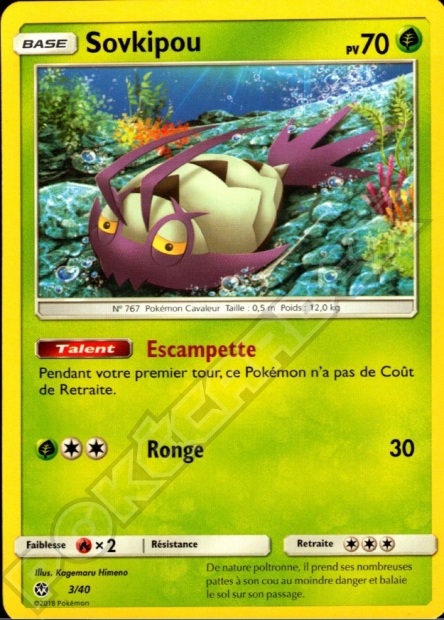 BASE Sovkipou PV70
N° 767 Pokémon Cavaleur Taille : 0,5 m Poids : 12,0 kg
Talent Escampette
Pendant votre premier tour, ce Pokémon n'a pas de Coût
de Retraite.
Ronge 30
Faiblesse ×2 Résistance Retraite
Illus. Kagemaru Himeno
3/40
©2018 Pokémon
De nature poltronne, il prend ses nombreuses
pattes à son cou au moindre danger et balaie
le sol sur son passage.
POKÉCARDEX